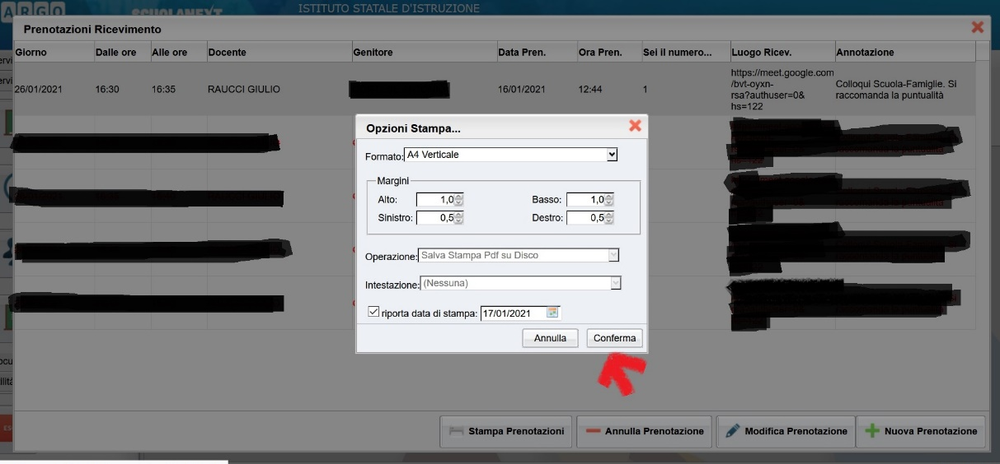 ARGO
SCUOLANEXT
ISTITUTO STATALE D'ISTRUZIONE
Prenotazioni Ricevimento
Giorno Dalle ore Alle ore Docente Genitore Data Pren. Ora Pren. Sei il numero... Luogo Ricev. Annotazione
26/01/2021 16:30 16:35 RAUCCI GIULIO 16/01/2021 12:44 1
https://meet.google.com
/bvt-oyxn-
rsa?authuser=0&
hs=122
Colloqui Scuola-Famiglie. Si
raccomanda la puntualità
Opzioni Stampa...
Formato: A4 Verticale
Margini
Alto: 1,0 Basso: 1,0
Sinistro: 0,5 Destro: 0,5
Operazione: Salva Stampa Pdf su Disco
Intestazione: (Nessuna)
riporta data di stampa: 17/01/2021
Annulla Conferma
Stampa Prenotazioni Annulla Prenotazione Modifica Prenotazione Nuova Prenotazione